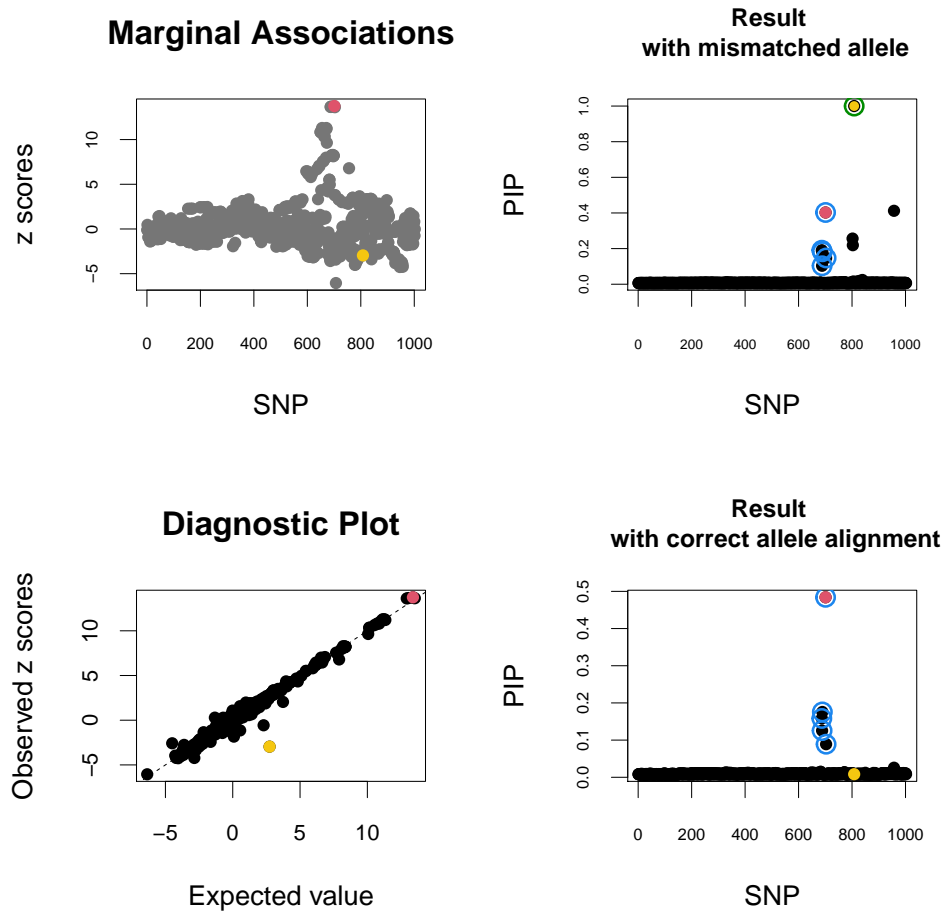 Marginal Associations
z scores
10
5
0
−5
0 200 400 600 800 1000
SNP
Result
with mismatched allele
PIP
1.0
0.8
0.6
0.4
0.2
0.0
0 200 400 600 800 1000
SNP
Diagnostic Plot
Observed z scores
10
5
0
−5
−5 0 5 10
Expected value
Result
with correct allele alignment
PIP
0.5
0.4
0.3
0.2
0.1
0.0
0 200 400 600 800 1000
SNP